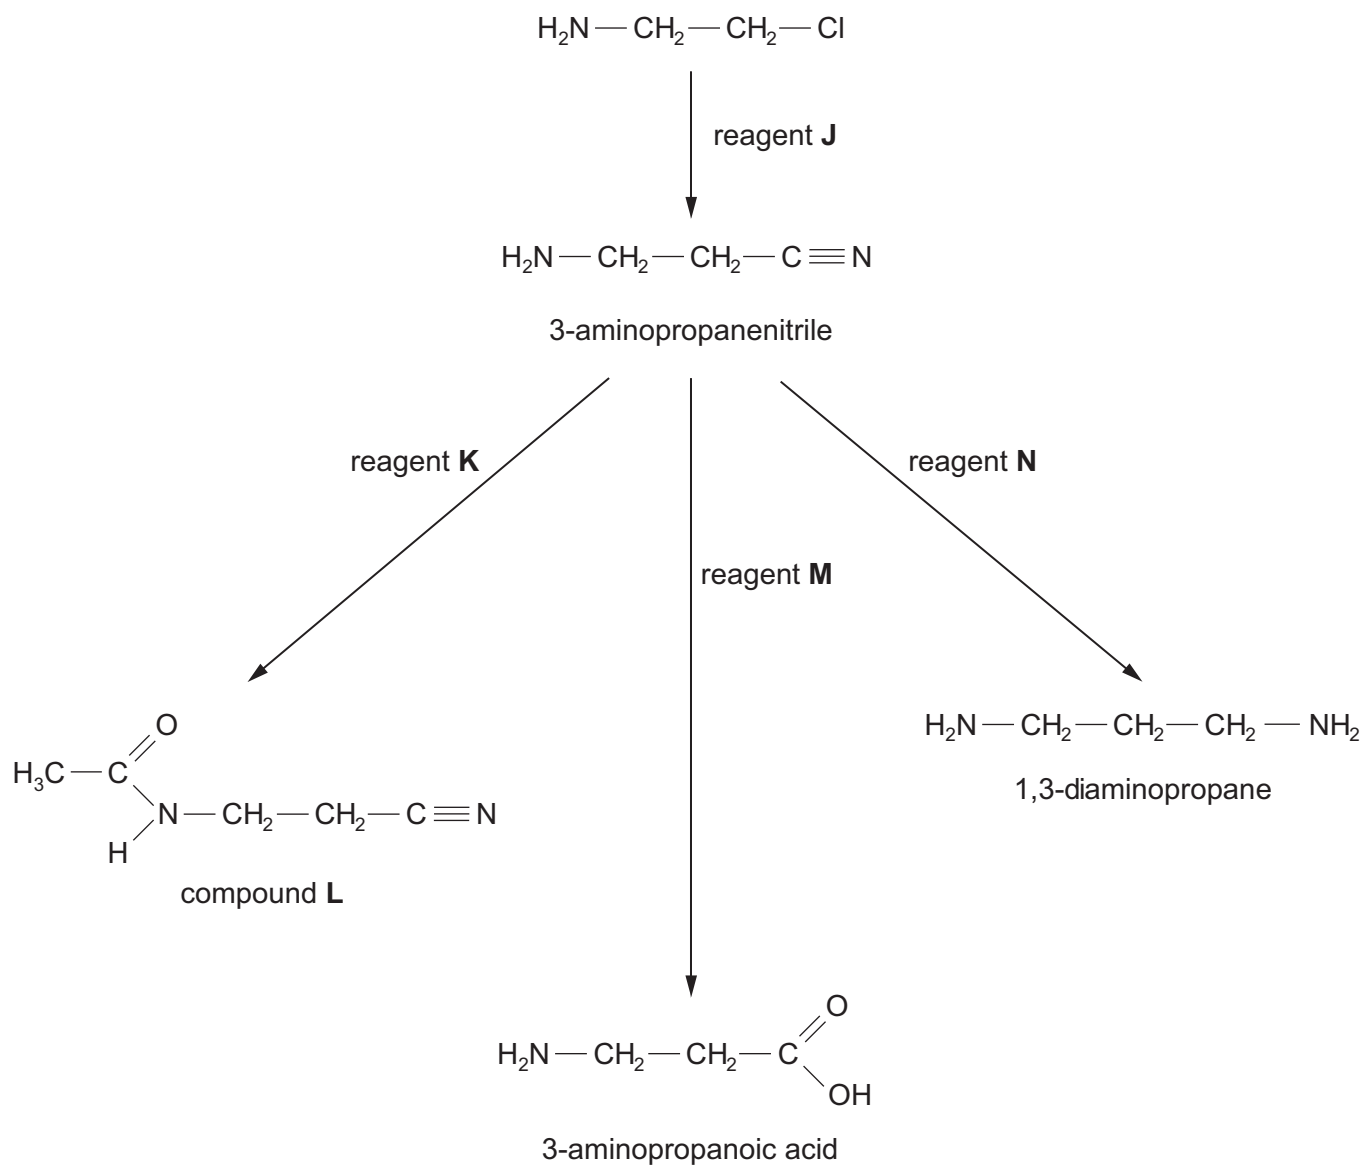 H₂N—CH₂—CH₂—Cl
reagent J
H₂N—CH₂—CH₂—C≡N
3-aminopropanenitrile
reagent K
reagent N
reagent M
O
H₃C—C
N—CH₂—CH₂—C≡N
H
compound L
H₂N—CH₂—CH₂—CH₂—NH₂
1,3-diaminopropane
O
H₂N—CH₂—CH₂—C
OH
3-aminopropanoic acid